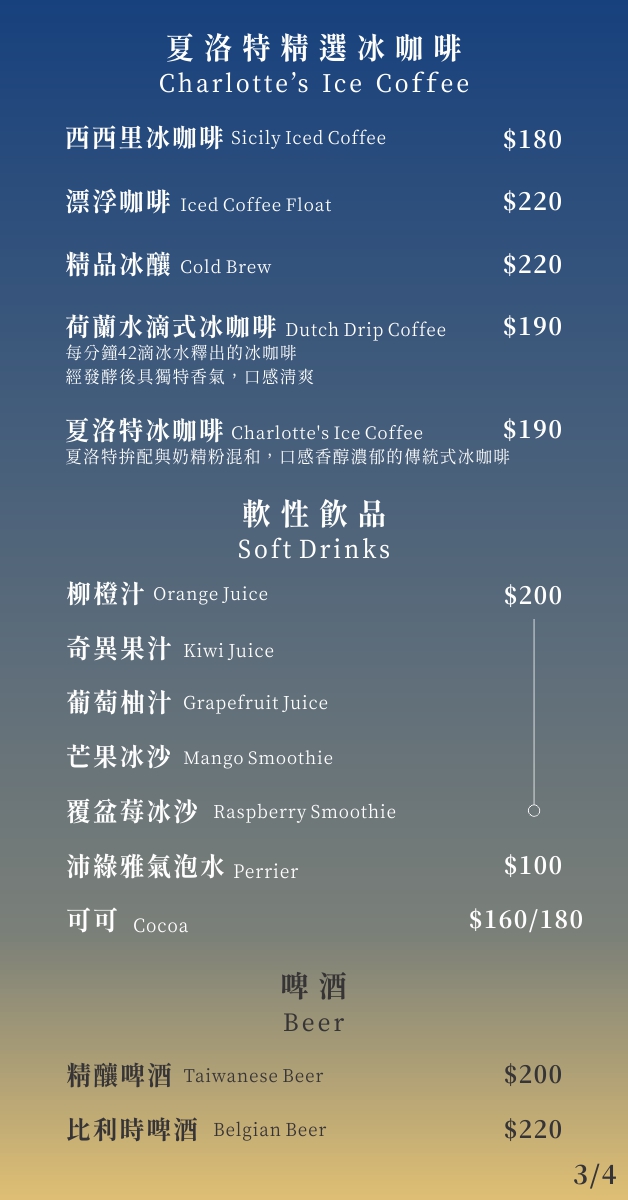 夏洛特精選冰咖啡
Charlotte’s Ice Coffee
西西里冰咖啡 Sicily Iced Coffee $180
漂浮咖啡 Iced Coffee Float $220
精品冰釀 Cold Brew $220
荷蘭水滴式冰咖啡 Dutch Drip Coffee $190
每分鐘42滴冰水釋出的冰咖啡
經發酵後具獨特香氣，口感清爽
夏洛特冰咖啡 Charlotte's Ice Coffee $190
夏洛特拚配與奶精粉混和，口感香醇濃郁的傳統式冰咖啡
軟性飲品
Soft Drinks
柳橙汁 Orange Juice $200
奇異果汁 Kiwi Juice
葡萄柚汁 Grapefruit Juice
芒果冰沙 Mango Smoothie
覆盆莓冰沙 Raspberry Smoothie
沛綠雅氣泡水 Perrier $100
可可 Cocoa $160/180
啤酒
Beer
精釀啤酒 Taiwanese Beer $200
比利時啤酒 Belgian Beer $220
3/4